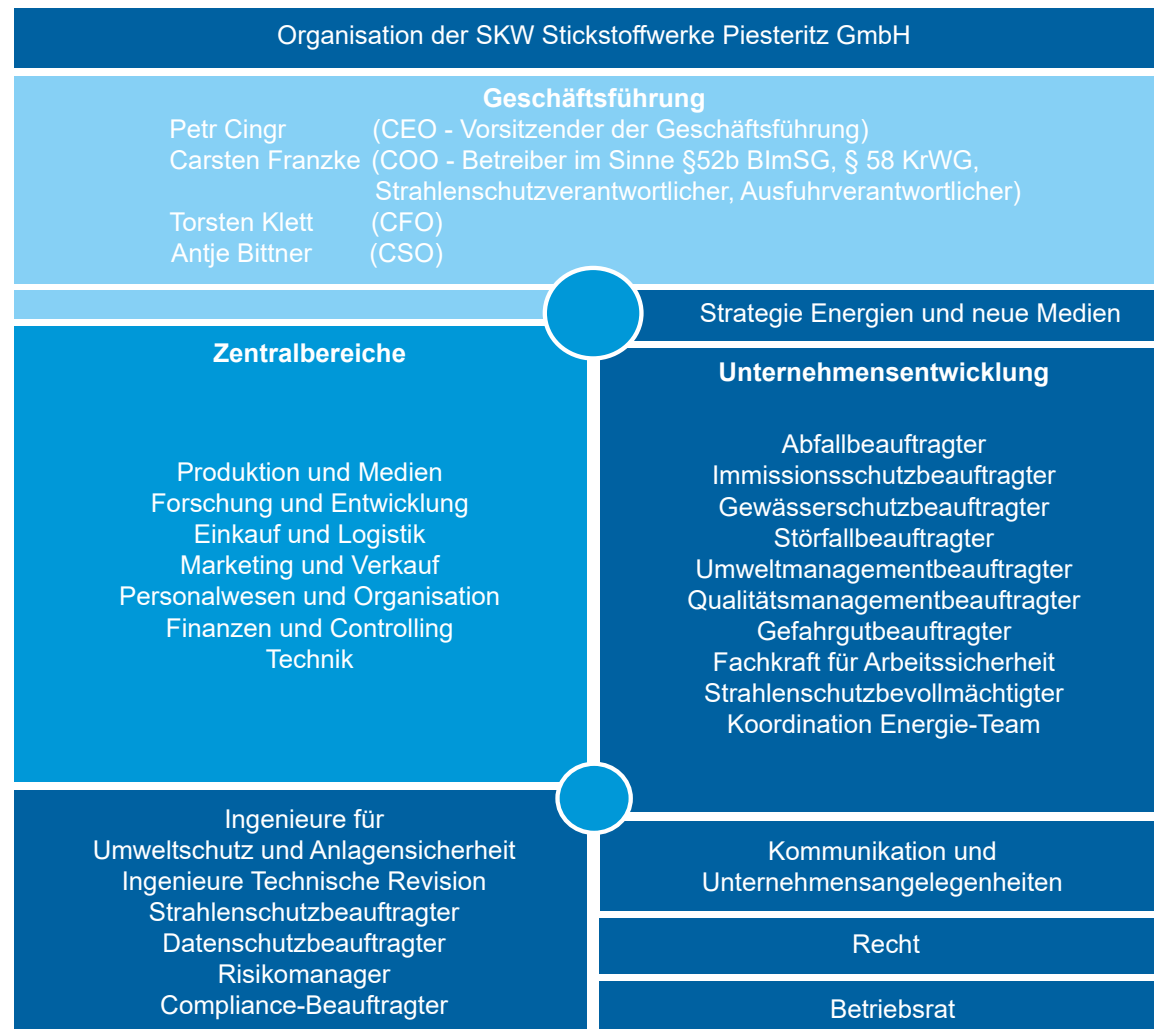 Organisation der SKW Stickstoffwerke Piesteritz GmbH
Geschäftsführung
Petr Cingr (CEO - Vorsitzender der Geschäftsführung)
Carsten Franzke (COO - Betreiber im Sinne §52b BImSG, § 58 KrWG,
Strahlenschutzverantwortlicher, Ausfuhrverantwortlicher)
Torsten Klett (CFO)
Antje Bittner (CSO)
Strategie Energien und neue Medien
Zentralbereiche
Produktion und Medien
Forschung und Entwicklung
Einkauf und Logistik
Marketing und Verkauf
Personalwesen und Organisation
Finanzen und Controlling
Technik
Unternehmensentwicklung
Abfallbeauftragter
Immissionsschutzbeauftragter
Gewässerschutzbeauftragter
Störfallbeauftragter
Umweltmanagementbeauftragter
Qualitätsmanagementbeauftragter
Gefahrgutbeauftragter
Fachkraft für Arbeitssicherheit
Strahlenschutzbevollmächtigter
Koordination Energie-Team
Ingenieure für
Umweltschutz und Anlagensicherheit
Ingenieure Technische Revision
Strahlenschutzbeauftragter
Datenschutzbeauftragter
Risikomanager
Compliance-Beauftragter
Kommunikation und
Unternehmensangelegenheiten
Recht
Betriebsrat